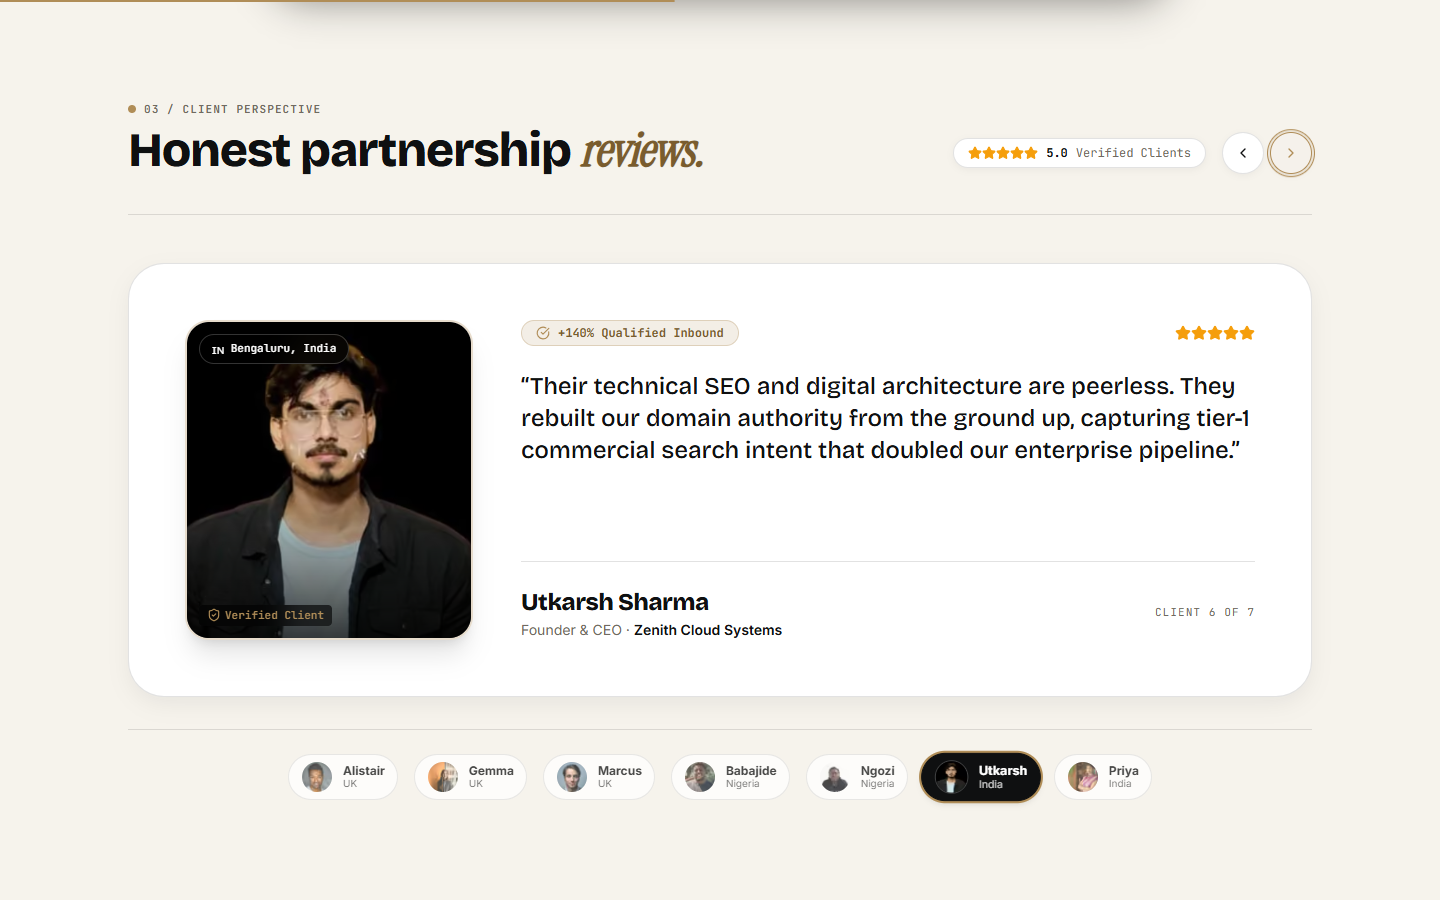 03 / CLIENT PERSPECTIVE
Honest partnership reviews.
5.0 Verified Clients
IN Bengaluru, India
Verified Client
+140% Qualified Inbound
“Their technical SEO and digital architecture are peerless. They
rebuilt our domain authority from the ground up, capturing tier-1
commercial search intent that doubled our enterprise pipeline.”
Utkarsh Sharma
Founder & CEO · Zenith Cloud Systems
CLIENT 6 OF 7
Alistair
UK
Gemma
UK
Marcus
UK
Babajide
Nigeria
Ngozi
Nigeria
Utkarsh
India
Priya
India